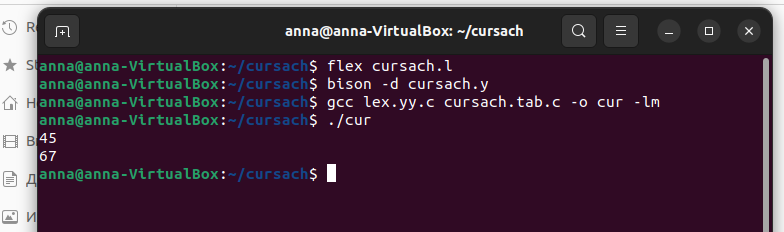 anna@anna-VirtualBox: ~/cursach
anna@anna-VirtualBox:~/cursach$ flex cursach.l
anna@anna-VirtualBox:~/cursach$ bison -d cursach.y
anna@anna-VirtualBox:~/cursach$ gcc lex.yy.c cursach.tab.c -o cur -lm
anna@anna-VirtualBox:~/cursach$ ./cur
45
67
anna@anna-VirtualBox:~/cursach$